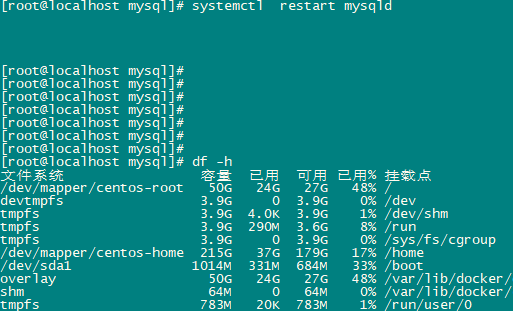 [root@localhost mysql]# systemctl  restart mysqld
[root@localhost mysql]#
[root@localhost mysql]#
[root@localhost mysql]#
[root@localhost mysql]#
[root@localhost mysql]#
[root@localhost mysql]#
[root@localhost mysql]#
[root@localhost mysql]# df -h
文件系统 容量 已用 可用 已用% 挂载点
/dev/mapper/centos-root 50G 24G 27G 48% /
devtmpfs 3.9G 0 3.9G 0% /dev
tmpfs 3.9G 4.0K 3.9G 1% /dev/shm
tmpfs 3.9G 290M 3.6G 8% /run
tmpfs 3.9G 0 3.9G 0% /sys/fs/cgroup
/dev/mapper/centos-home 215G 37G 179G 17% /home
/dev/sda1 1014M 331M 684M 33% /boot
overlay 50G 24G 27G 48% /var/lib/docker/
shm 64M 0 64M 0% /var/lib/docker/
tmpfs 783M 20K 783M 1% /run/user/0